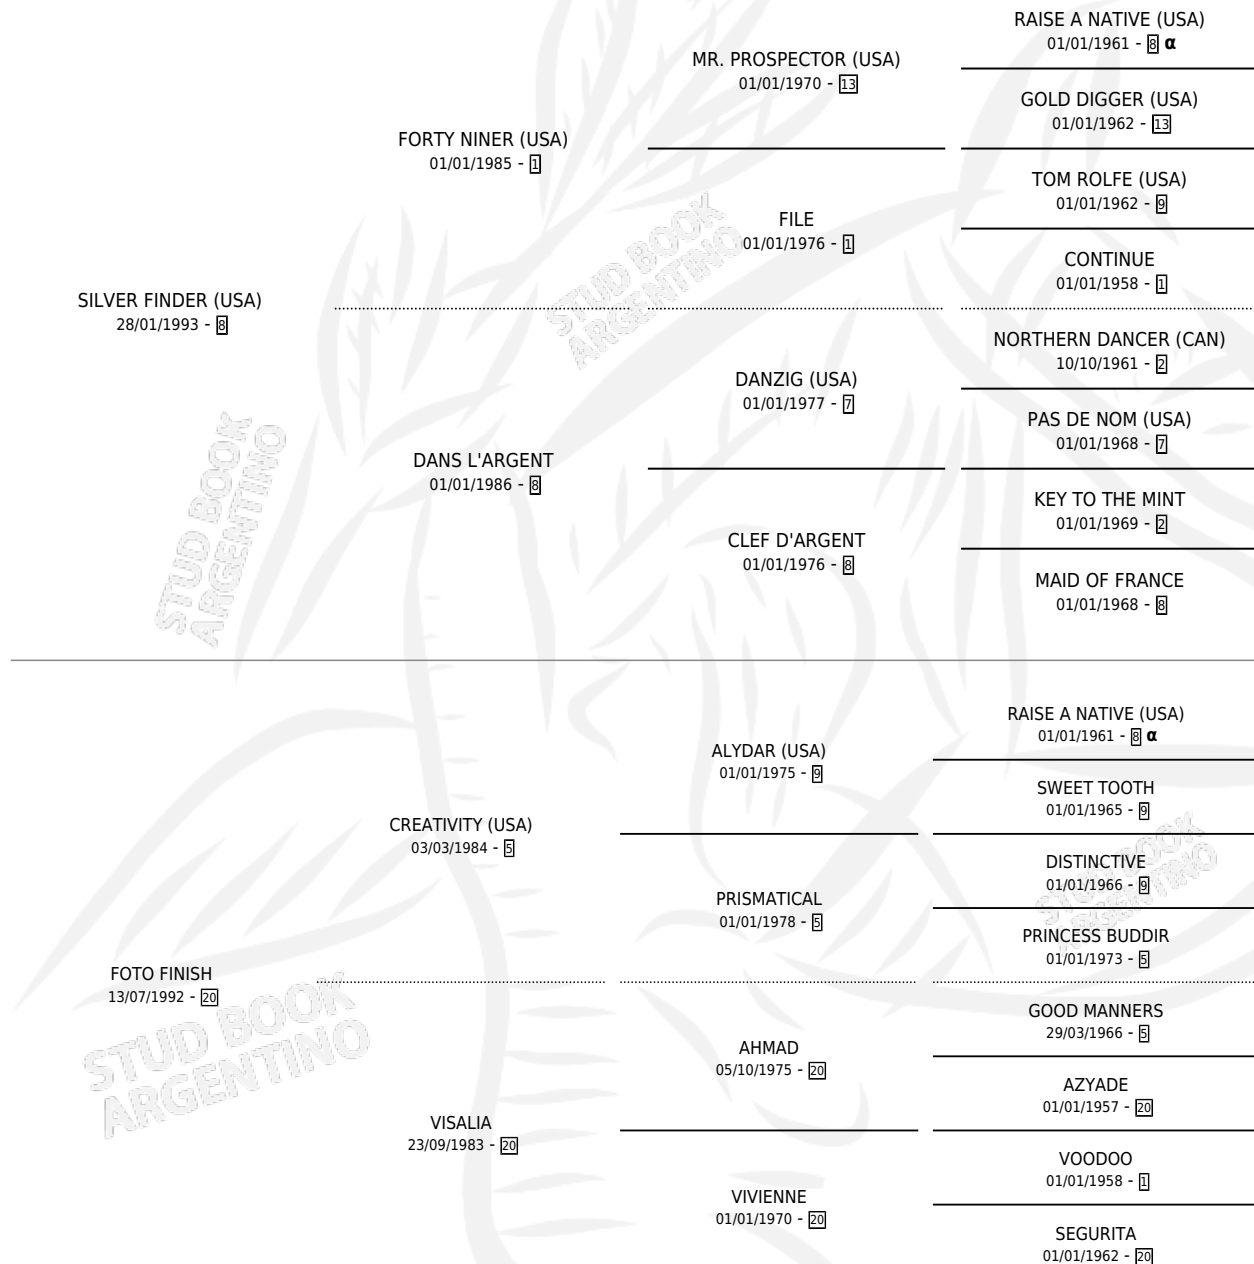 RAISE A NATIVE (USA)
01/01/1961 - 8 α
MR. PROSPECTOR (USA)
01/01/1970 - 13
GOLD DIGGER (USA)
01/01/1962 - 13
FORTY NINER (USA)
01/01/1985 - 1
TOM ROLFE (USA)
01/01/1962 - 9
FILE
01/01/1976 - 1
CONTINUE
01/01/1958 - 1
SILVER FINDER (USA)
28/01/1993 - 8
NORTHERN DANCER (CAN)
10/10/1961 - 2
DANZIG (USA)
01/01/1977 - 7
PAS DE NOM (USA)
01/01/1968 - 7
DANS L'ARGENT
01/01/1986 - 8
KEY TO THE MINT
01/01/1969 - 2
CLEF D'ARGENT
01/01/1976 - 8
MAID OF FRANCE
01/01/1968 - 8
RAISE A NATIVE (USA)
01/01/1961 - 8 α
ALYDAR (USA)
01/01/1975 - 9
SWEET TOOTH
01/01/1965 - 9
CREATIVITY (USA)
03/03/1984 - 5
DISTINCTIVE
01/01/1966 - 9
PRISMATICAL
01/01/1978 - 5
PRINCESS BUDDIR
01/01/1973 - 5
FOTO FINISH
13/07/1992 - 20
GOOD MANNERS
29/03/1966 - 5
AHMAD
05/10/1975 - 20
AZYADE
01/01/1957 - 20
VISALIA
23/09/1983 - 20
VOODOO
01/01/1958 - 1
VIVIENNE
01/01/1970 - 20
SEGURITA
01/01/1962 - 20
STUD BOOK
ARGENTINO
STUD BOOK
ARGENTINO
STUD BOOK
ARGENTINO
STUD BOOK
ARGENTINO